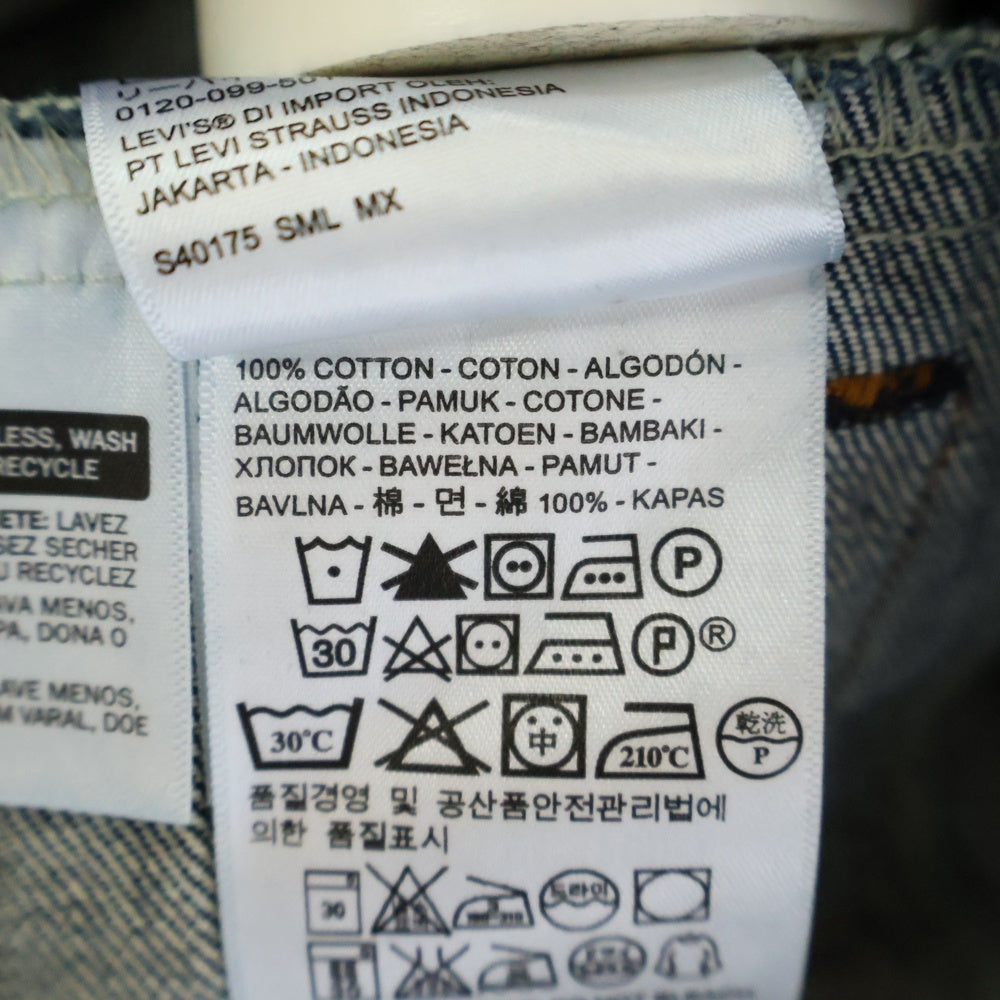 0120-099-501
LEVI'S® DI IMPORT OLEH:
PT LEVI STRAUSS INDONESIA
JAKARTA - INDONESIA
S40175 SML MX
LESS, WASH
RECYCLE
ETE: LAVEZ
SEZ SECHER
U RECYCLEZ
AVA MENOS,
PA, DONA O
AVE MENOS,
M VARAL, DOE
100% COTTON - COTON - ALGODÓN -
ALGODÃO - PAMUK - COTONE -
BAUMWOLLE - KATOEN - BAMBAKI -
ХЛОПОК - BAWEŁNA - PAMUT -
BAVLNA - 棉 - 면 - 綿 100% - KAPAS
P
30 P ®
30°C 中 210°C 乾洗 P
품질경영 및 공산품안전관리법에
의한 품질표시
30 드라이